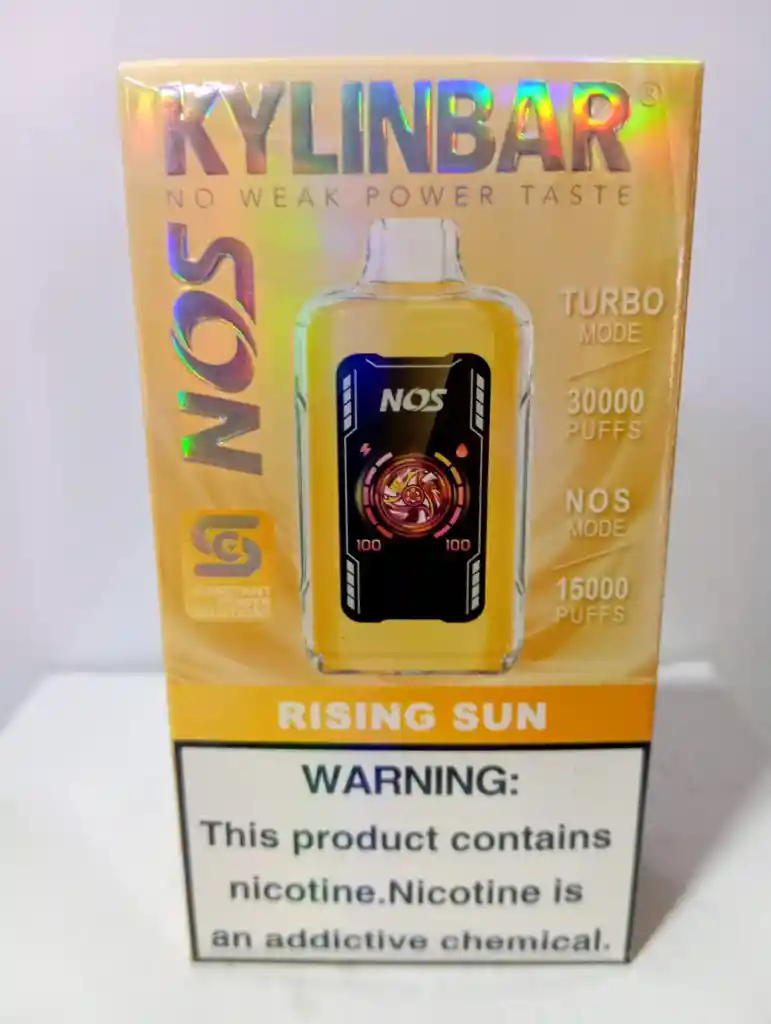 KYLINBAR®
NO WEAK POWER TASTE
NOS
TURBO
MODE
30000
PUFFS
NOS
MODE
15000
PUFFS
NOS
100 100
RISING SUN
WARNING:
This product contains
nicotine.Nicotine is
an addictive chemical.